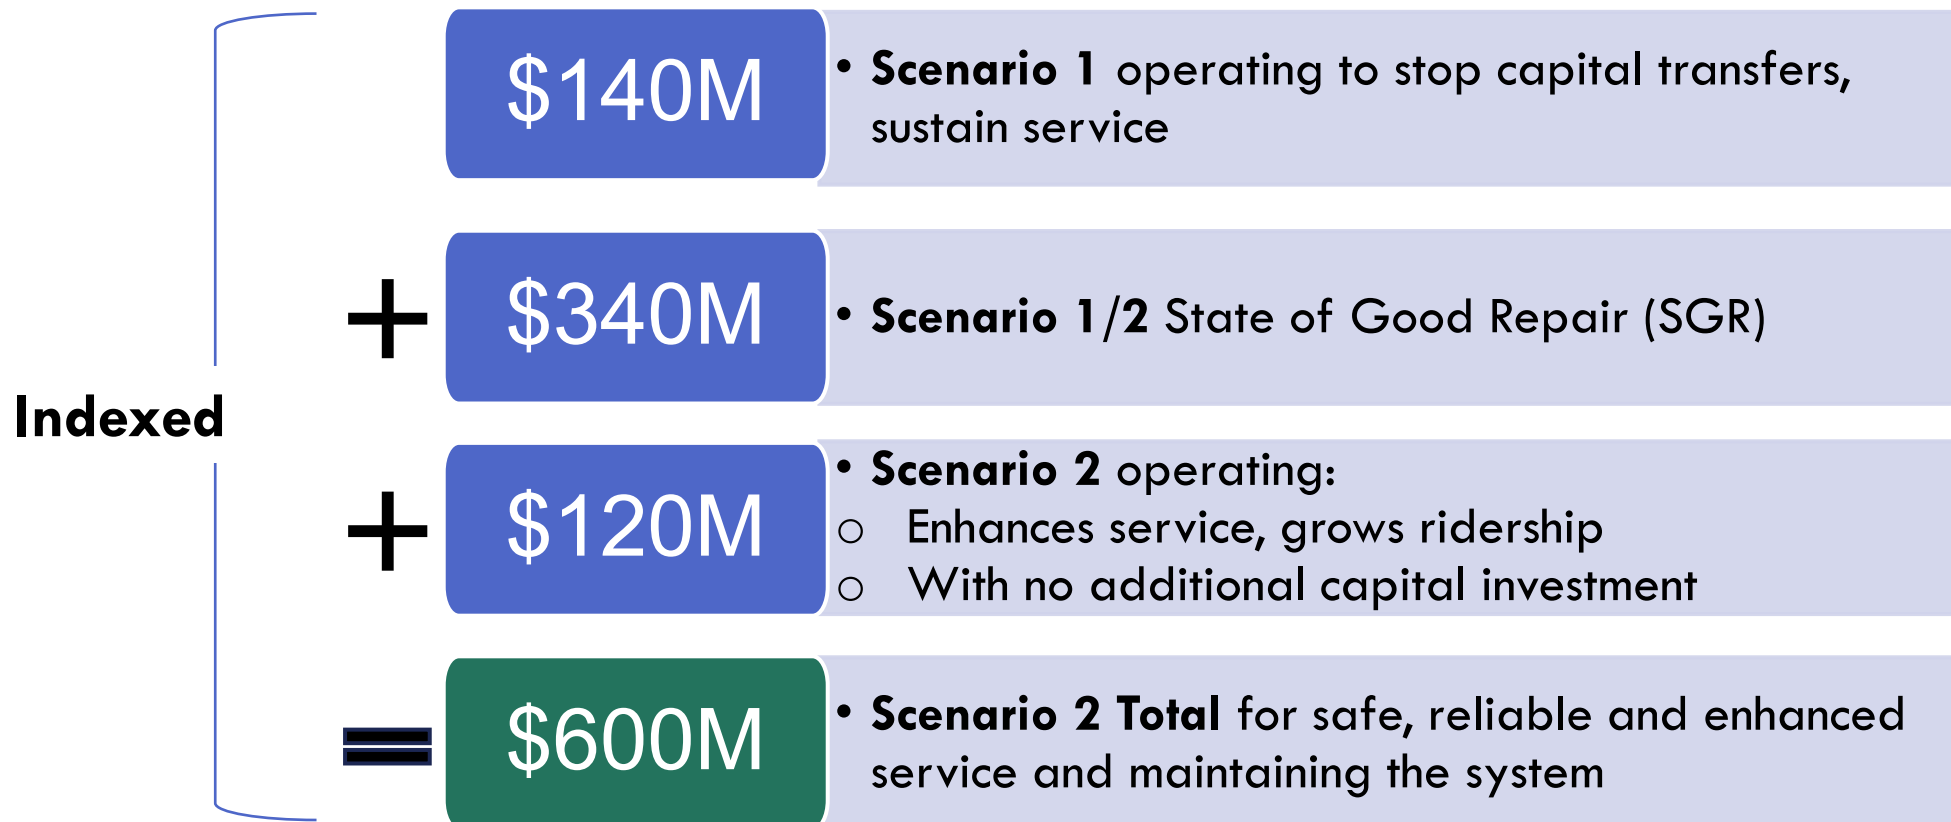 $140M
• Scenario 1 operating to stop capital transfers,
sustain service
+
$340M
• Scenario 1/2 State of Good Repair (SGR)
Indexed
+
$120M
• Scenario 2 operating:
o Enhances service, grows ridership
o With no additional capital investment
=
$600M
• Scenario 2 Total for safe, reliable and enhanced
service and maintaining the system